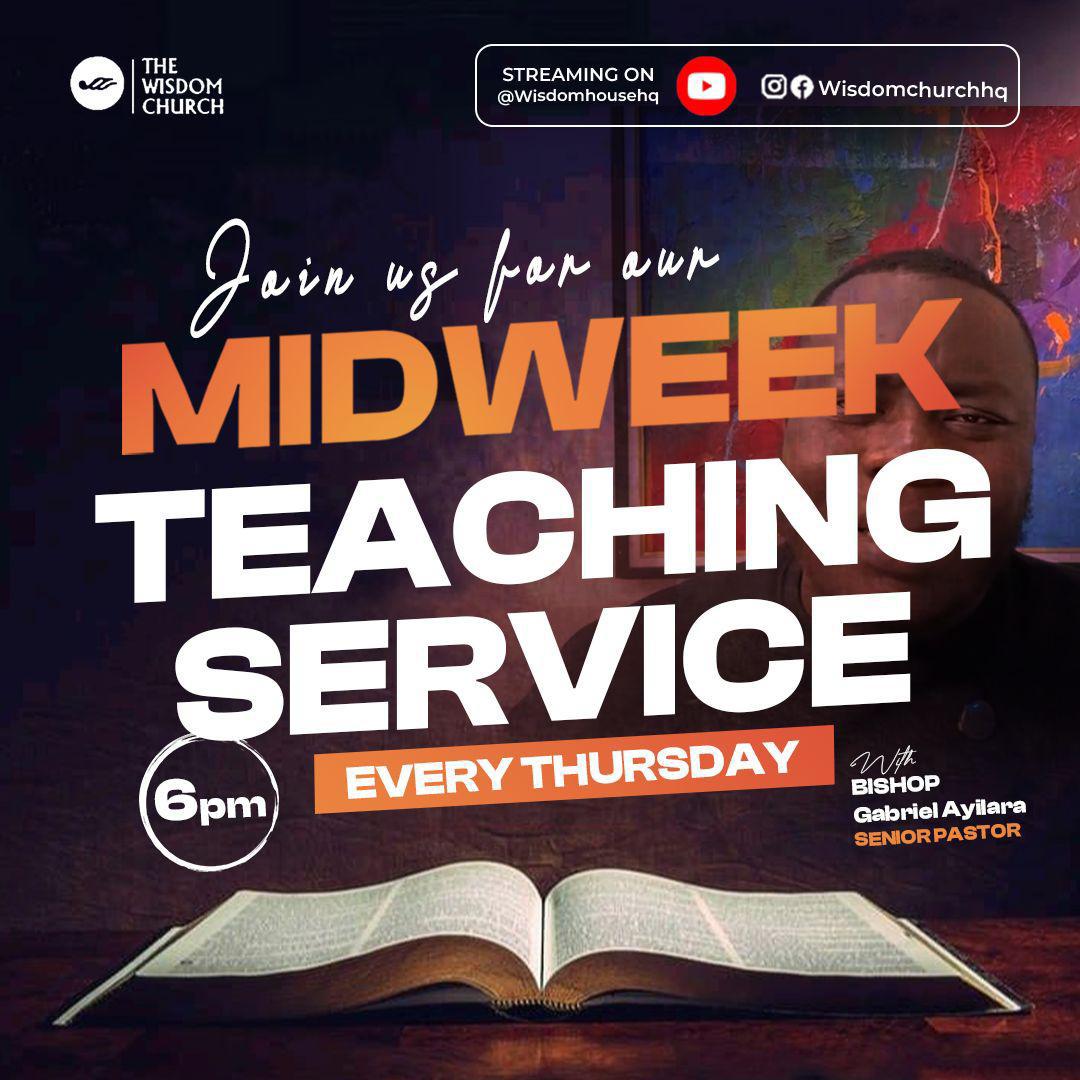 THE
WISDOM
CHURCH
STREAMING ON
@Wisdomhousehq
Wisdomchurchhq
Join us for our
MIDWEEK
TEACHING
SERVICE
6pm
EVERY THURSDAY
With
BISHOP
Gabriel Ayilara
SENIOR PASTOR